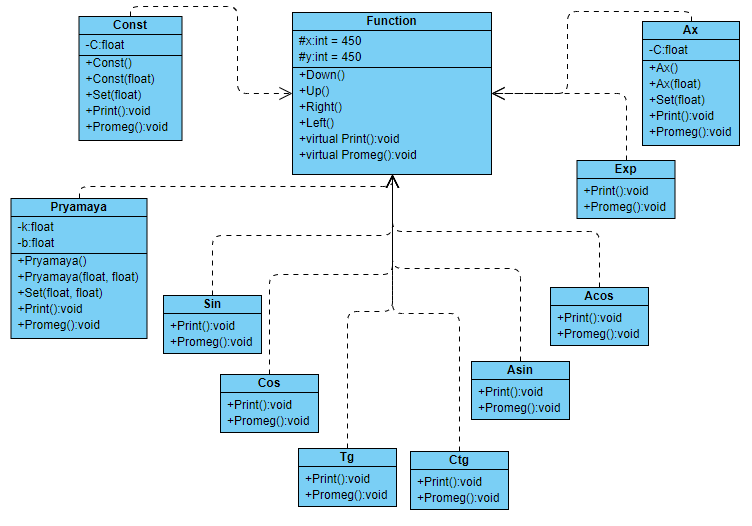 Const
-C:float
+Const()
+Const(float)
+Set(float)
+Print():void
+Promeg():void
Function
#x:int = 450
#y:int = 450
+Down()
+Up()
+Right()
+Left()
+virtual Print():void
+virtual Promeg():void
Ax
-C:float
+Ax()
+Ax(float)
+Set(float)
+Print():void
+Promeg():void
Exp
+Print():void
+Promeg():void
Pryamaya
-k:float
-b:float
+Pryamaya()
+Pryamaya(float, float)
+Set(float, float)
+Print():void
+Promeg():void
Sin
+Print():void
+Promeg():void
Acos
+Print():void
+Promeg():void
Cos
+Print():void
+Promeg():void
Asin
+Print():void
+Promeg():void
Tg
+Print():void
+Promeg():void
Ctg
+Print():void
+Promeg():void